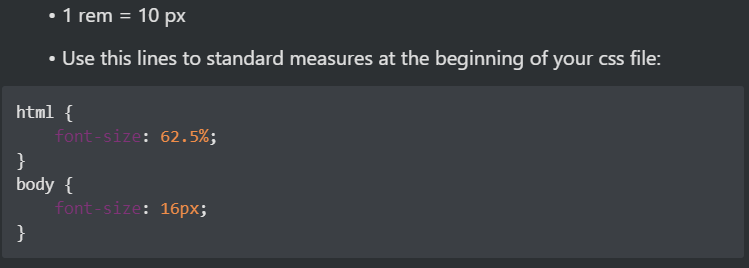 • 1 rem = 10 px
• Use this lines to standard measures at the beginning of your css file:
html {
    font-size: 62.5%;
}
body {
    font-size: 16px;
}